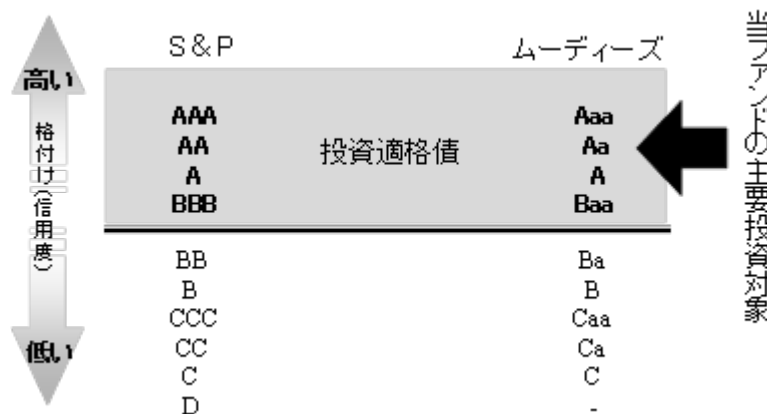 S&P ムーディーズ
高い
AAA Aaa
AA 投資適格債 Aa
A A
BBB Baa
格付け(信用度)
BB Ba
B B
CCC Caa
CC Ca
C C
D -
低い
当ファンドの主要投資対象